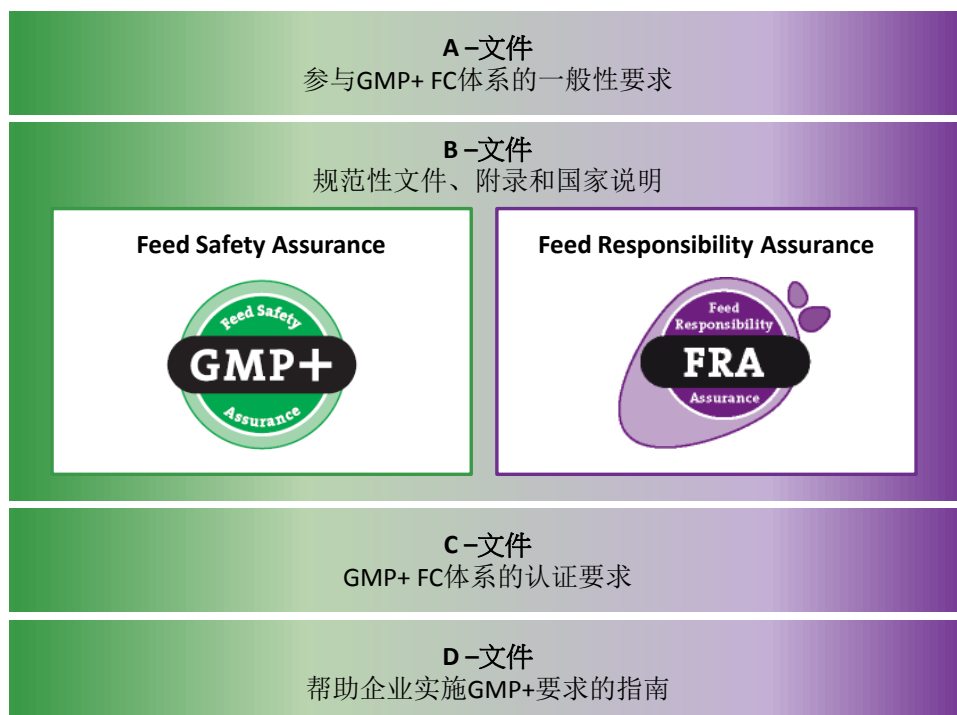 A –文件
参与GMP+ FC体系的一般性要求
B –文件
规范性文件、附录和国家说明
Feed Safety Assurance
Feed Safety
GMP+
Assurance
Feed Responsibility Assurance
Feed
Responsibility
FRA
Assurance
C –文件
GMP+ FC体系的认证要求
D –文件
帮助企业实施GMP+要求的指南